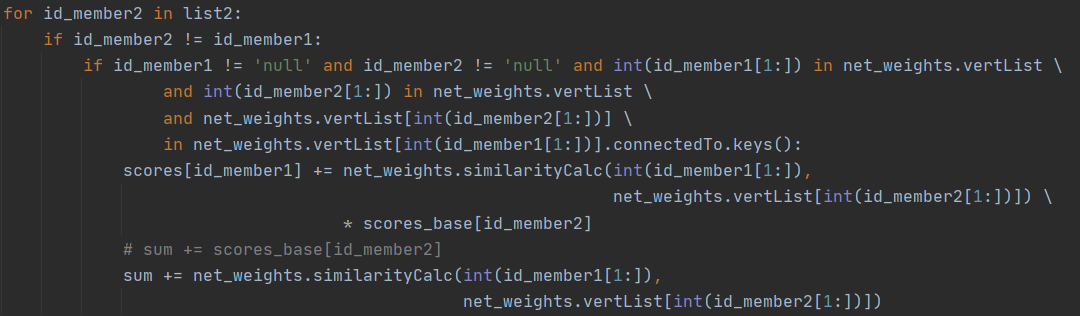 for id_member2 in list2:
    if id_member2 != id_member1:
        if id_member1 != 'null' and id_member2 != 'null' and int(id_member1[1:]) in net_weights.vertList \
                and int(id_member2[1:]) in net_weights.vertList \
                and net_weights.vertList[int(id_member2[1:])] \
                in net_weights.vertList[int(id_member1[1:])].connectedTo.keys():
            scores[id_member1] += net_weights.similarityCalc(int(id_member1[1:]),
                                                             net_weights.vertList[int(id_member2[1:])]) \
                                  * scores_base[id_member2]
            # sum += scores_base[id_member2]
            sum += net_weights.similarityCalc(int(id_member1[1:]),
                                              net_weights.vertList[int(id_member2[1:])])